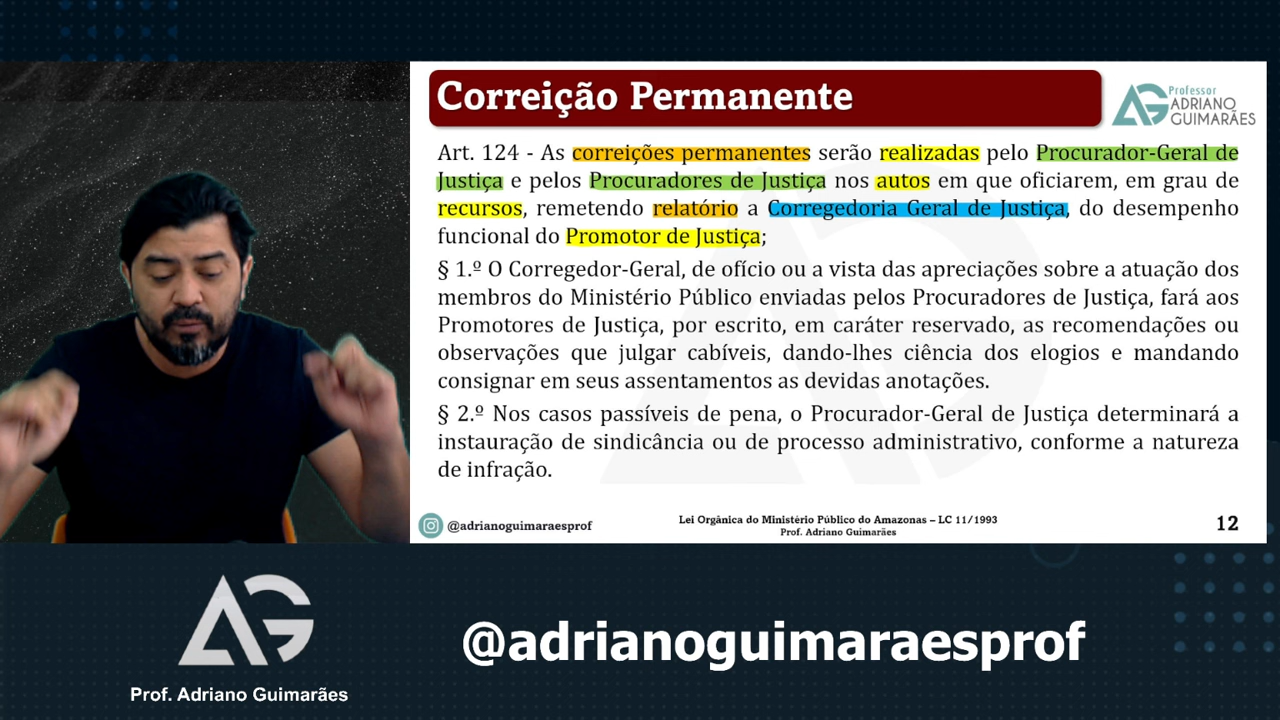 Correição Permanente
Professor
ADRIANO
GUIMARÃES
Art. 124 - As correições permanentes serão realizadas pelo Procurador-Geral de
Justiça e pelos Procuradores de Justiça nos autos em que oficiarem, em grau de
recursos, remetendo relatório a Corregedoria Geral de Justiça, do desempenho
funcional do Promotor de Justiça;
§ 1.º O Corregedor-Geral, de ofício ou a vista das apreciações sobre a atuação dos
membros do Ministério Público enviadas pelos Procuradores de Justiça, fará aos
Promotores de Justiça, por escrito, em caráter reservado, as recomendações ou
observações que julgar cabíveis, dando-lhes ciência dos elogios e mandando
consignar em seus assentamentos as devidas anotações.
§ 2.º Nos casos passíveis de pena, o Procurador-Geral de Justiça determinará a
instauração de sindicância ou de processo administrativo, conforme a natureza
de infração.
@adrianoguimaraesprof
Lei Orgânica do Ministério Público do Amazonas – LC 11/1993
Prof. Adriano Guimarães
12
AG
Prof. Adriano Guimarães
@adrianoguimaraesprof